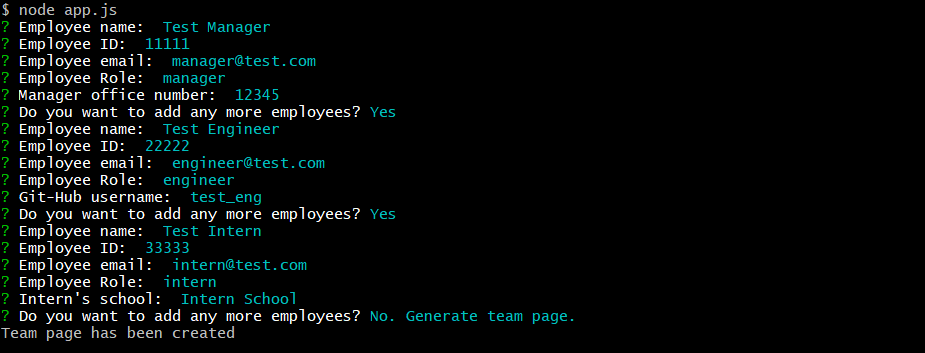 $ node app.js
? Employee name:  Test Manager
? Employee ID:  11111
? Employee email:  manager@test.com
? Employee Role:  manager
? Manager office number:  12345
? Do you want to add any more employees? Yes
? Employee name:  Test Engineer
? Employee ID:  22222
? Employee email:  engineer@test.com
? Employee Role:  engineer
? Git-Hub username:  test_eng
? Do you want to add any more employees? Yes
? Employee name:  Test Intern
? Employee ID:  33333
? Employee email:  intern@test.com
? Employee Role:  intern
? Intern's school:  Intern School
? Do you want to add any more employees? No. Generate team page.
Team page has been created